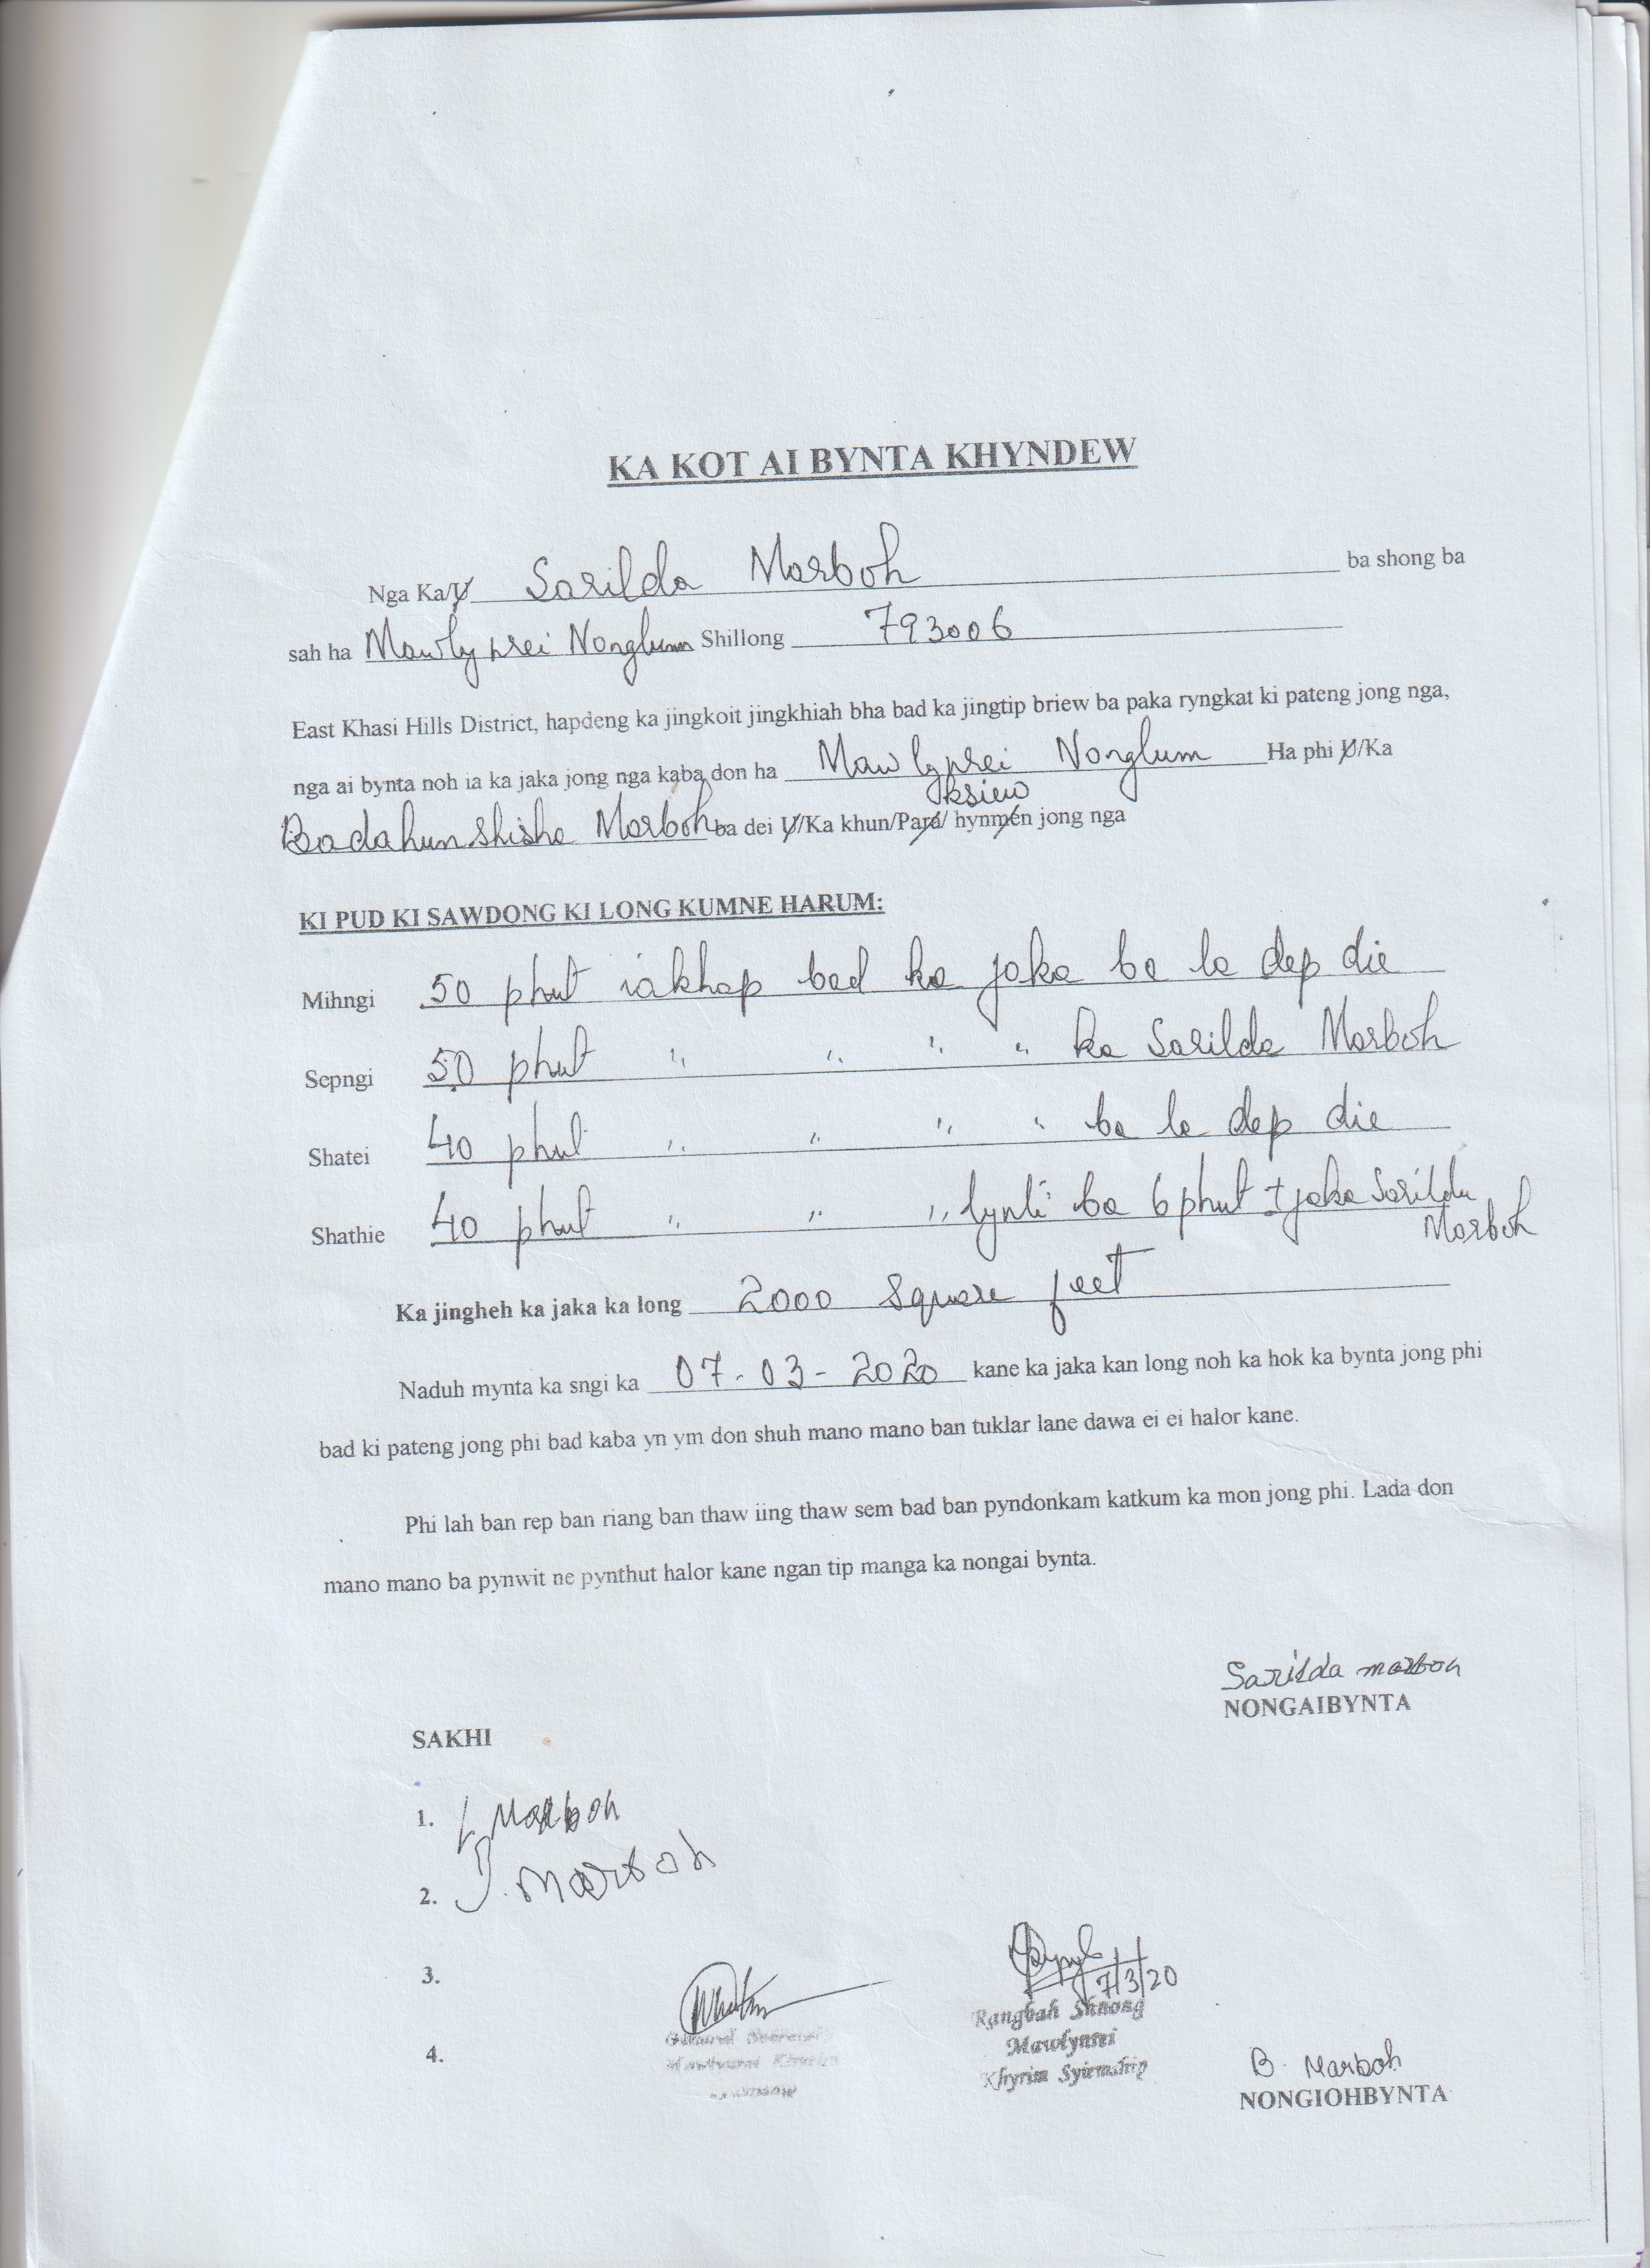 KA KOT AI BYNTA KHYNDEW
Nga Ka/U Sarilda Marboh ba shong ba
sah ha Mawlynrei Nonglum Shillong 793006
East Khasi Hills District, hapdeng ka jingkoit jingkhiah bha bad ka jingtip briew ba paka ryngkat ki pateng jong nga,
nga ai bynta noh ia ka jaka jong nga kaba don ha Mawlynrei Nonglum Ha phi U/Ka
ksiew
Badahunshisha Marboh ba dei U/Ka khun/Para/ hynmén jong nga
KI PUD KI SAWDONG KI LONG KUMNE HARUM:
Mihngi 50 phut iakhap bad ka jaka ba la dep die
Sepngi 50 phut " " " " ka Sarilda Marboh
Shatei 40 phut " " " " ba la dep die
Shathie 40 phut " " " lynti ba 6 phut + jaka Sarilda
Marboh
Ka jingheh ka jaka ka long 2000 Square feet
Naduh mynta ka sngi ka 07-03-2020 kane ka jaka kan long noh ka hok ka bynta jong phi
bad ki pateng jong phi bad kaba yn ym don shuh mano mano ban tuklar lane dawa ei ei halor kane.
Phi lah ban rep ban riang ban thaw iing thaw sem bad ban pyndonkam katkum ka mon jong phi. Lada don
mano mano ba pynwit ne pynthut halor kane ngan tip manga ka nongai bynta.
Sarilda marboh
NONGAIBYNTA
SAKHI
1. L Marboh
2. J. Marboh
3.
7/3/20
Rangbah Shnong
Mawlynrei
Khyrim Syiemship
General Secretary
4.
B. Marboh
NONGIOHBYNTA